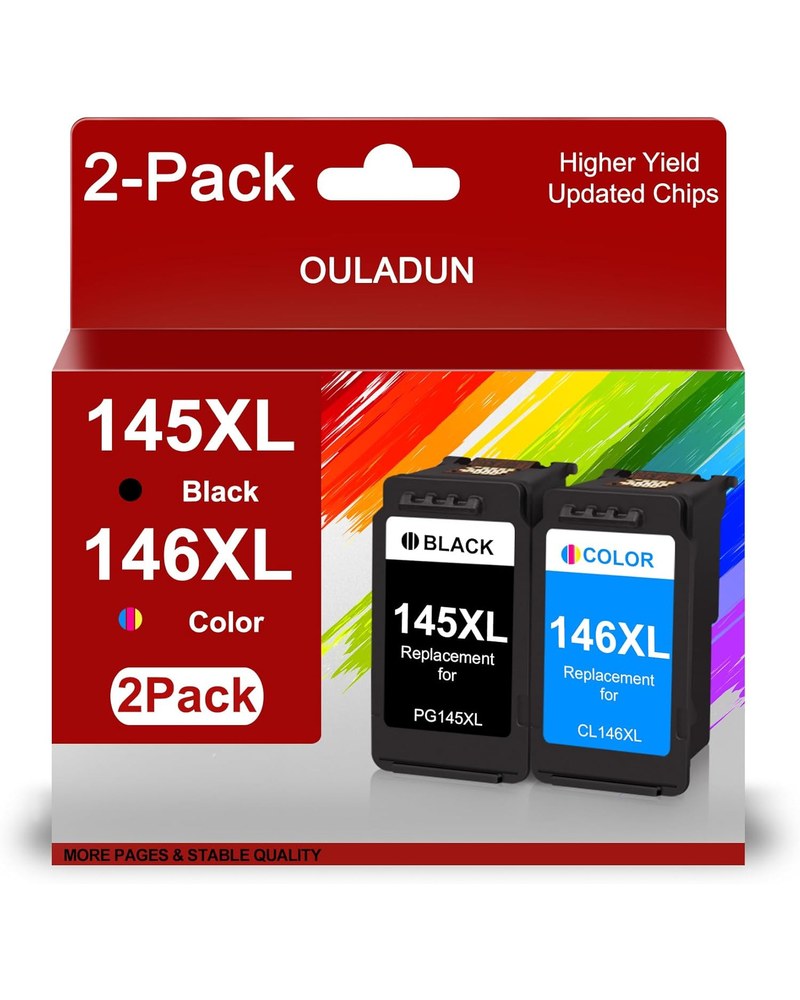 2-Pack
Higher Yield
Updated Chips
OULADUN
145XL
Black
146XL
Color
2Pack
BLACK
145XL
Replacement
for
PG145XL
COLOR
146XL
Replacement
for
CL146XL
MORE PAGES & STABLE QUALITY